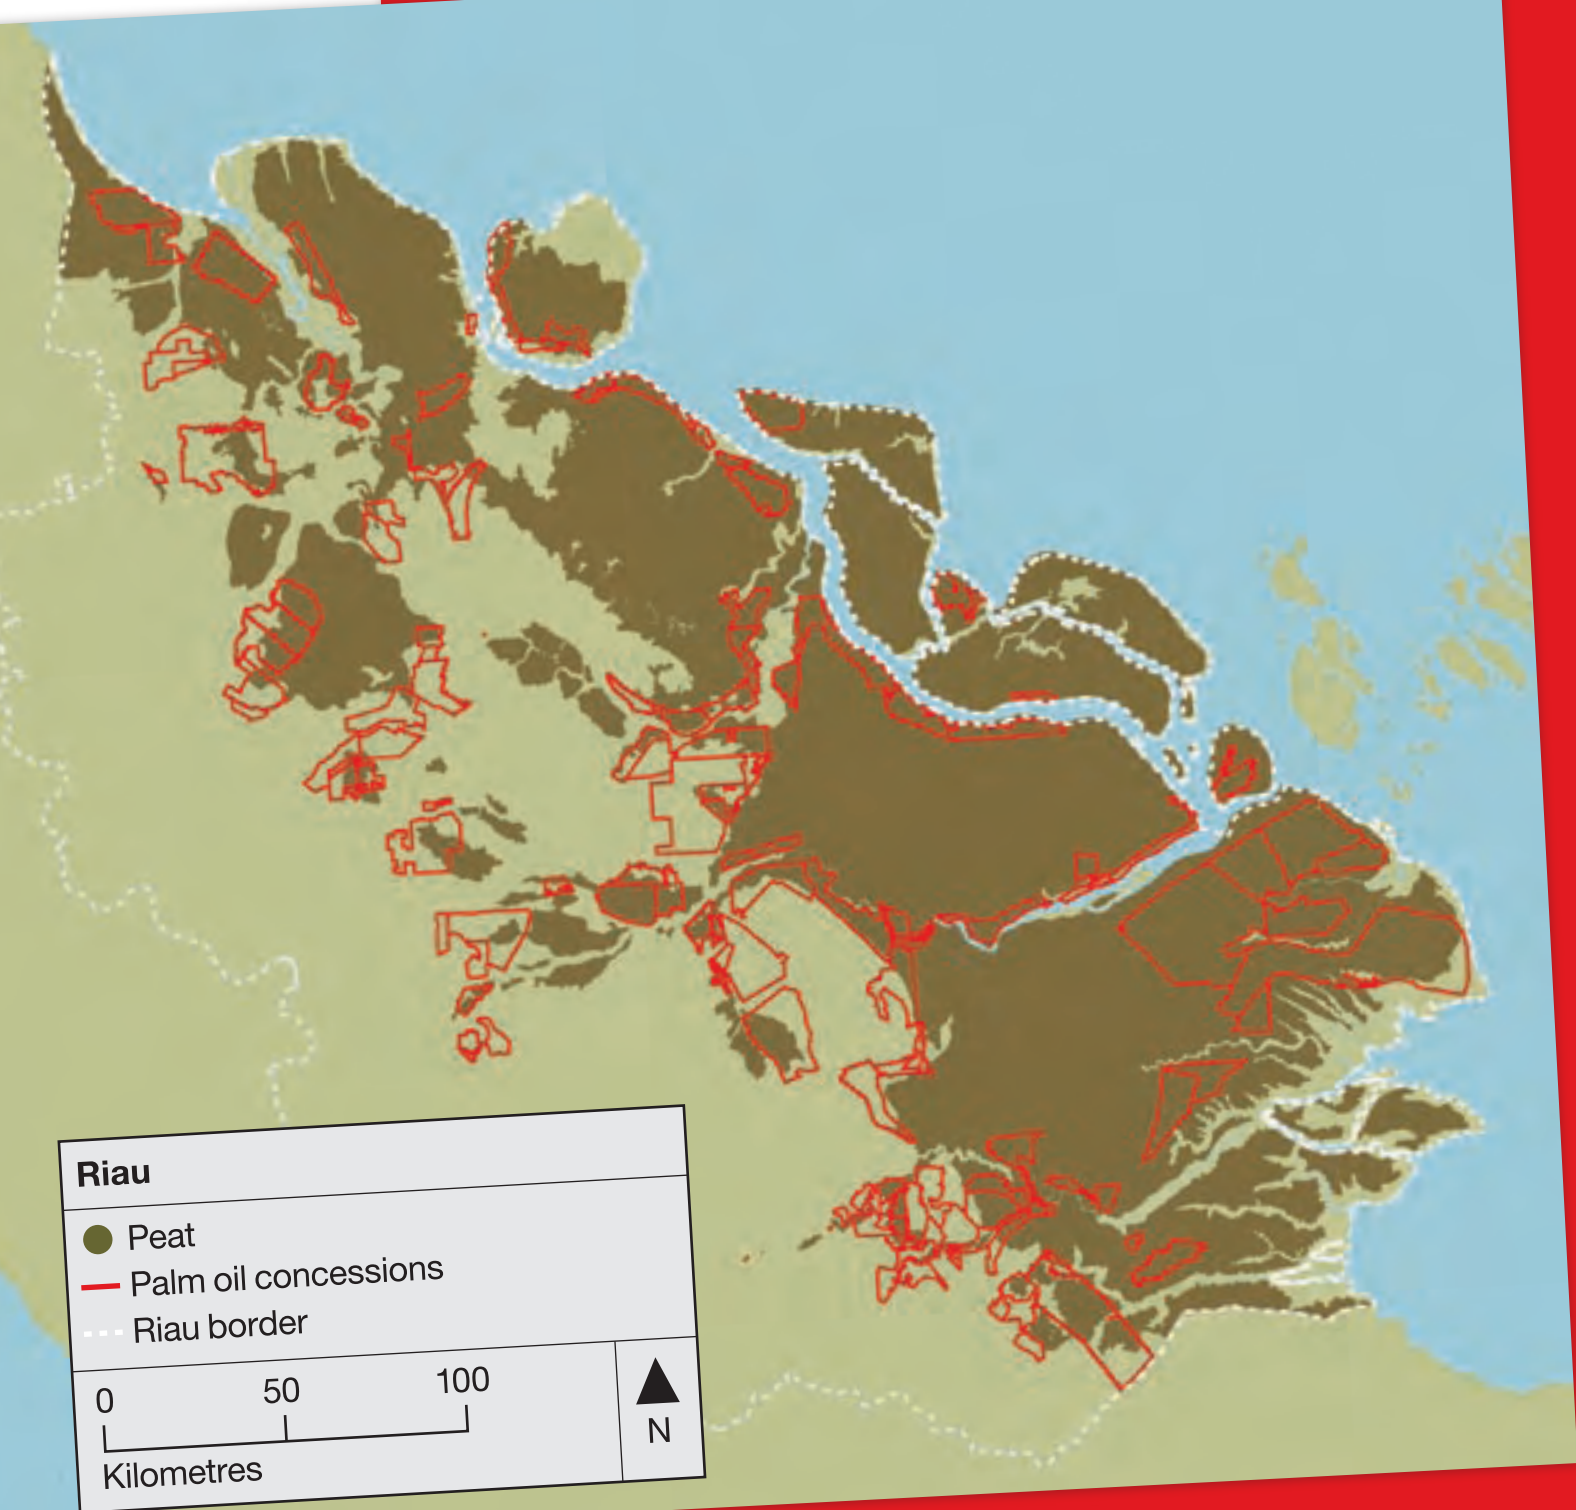 Riau
Peat
Palm oil concessions
Riau border
0 50 100
Kilometres
N